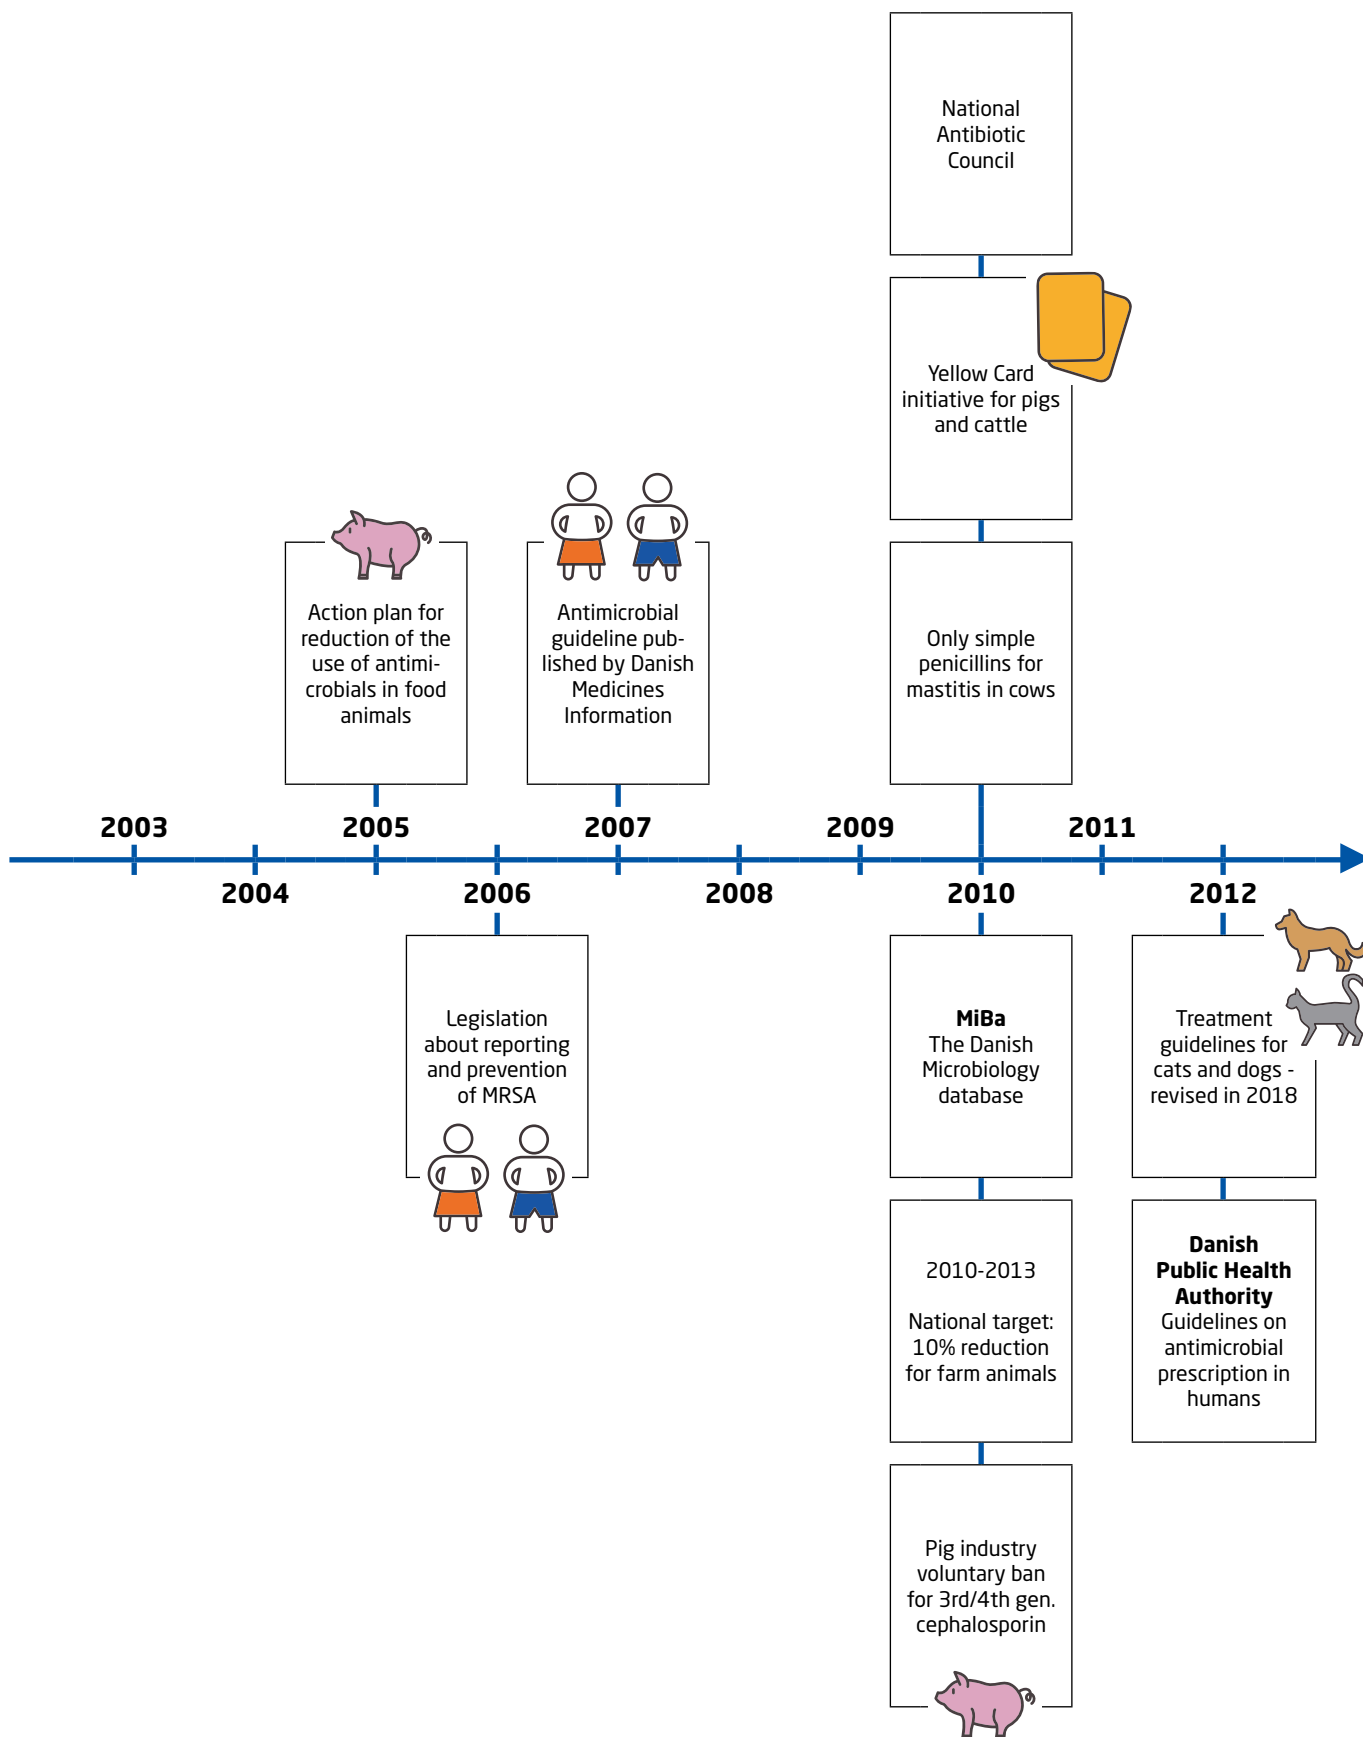 National
Antibiotic
Council
Yellow Card
initiative for pigs
and cattle
Action plan for
reduction of the
use of antimi-
crobials in food
animals
Antimicrobial
guideline pub-
lished by Danish
Medicines
Information
Only simple
penicillins for
mastitis in cows
2003
2005
2007
2009
2011
2004
2006
2008
2010
2012
Legislation
about reporting
and prevention
of MRSA
MiBa
The Danish
Microbiology
database
Treatment
guidelines for
cats and dogs -
revised in 2018
2010-2013
National target:
10% reduction
for farm animals
Danish
Public Health
Authority
Guidelines on
antimicrobial
prescription in
humans
Pig industry
voluntary ban
for 3rd/4th gen.
cephalosporin